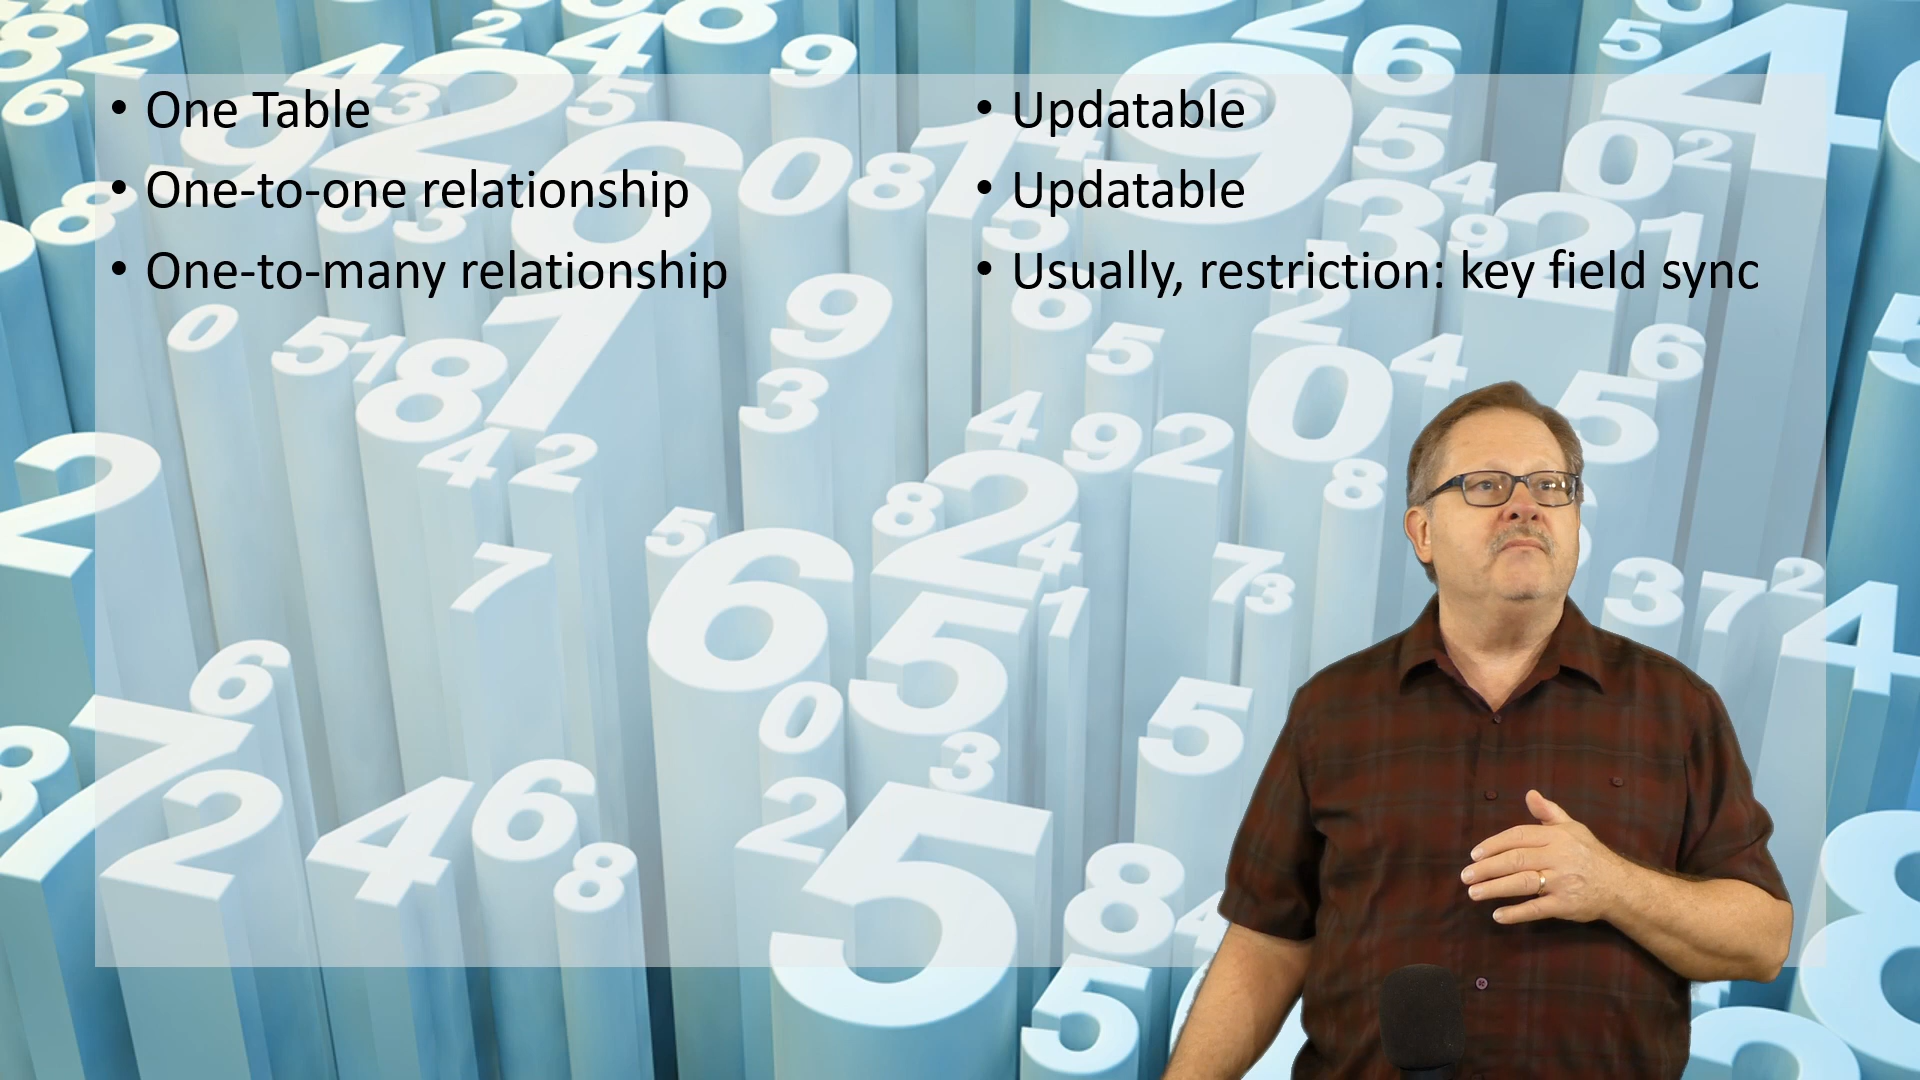 • One Table
• Updatable
• One-to-one relationship
• Updatable
• One-to-many relationship
• Usually, restriction: key field sync